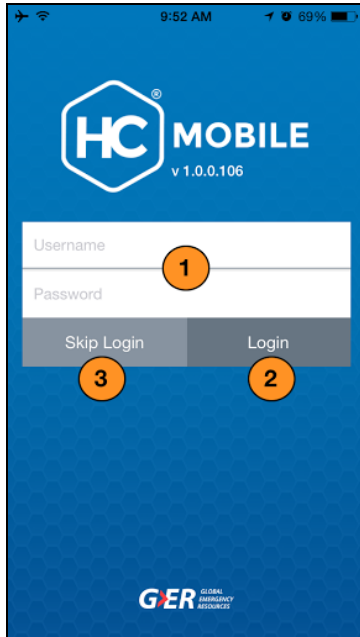 9:52 AM 69%
HC® MOBILE
v 1.0.0.106
Username
1
Password
Skip Login Login
3 2
GER GLOBAL
EMERGENCY
RESOURCES